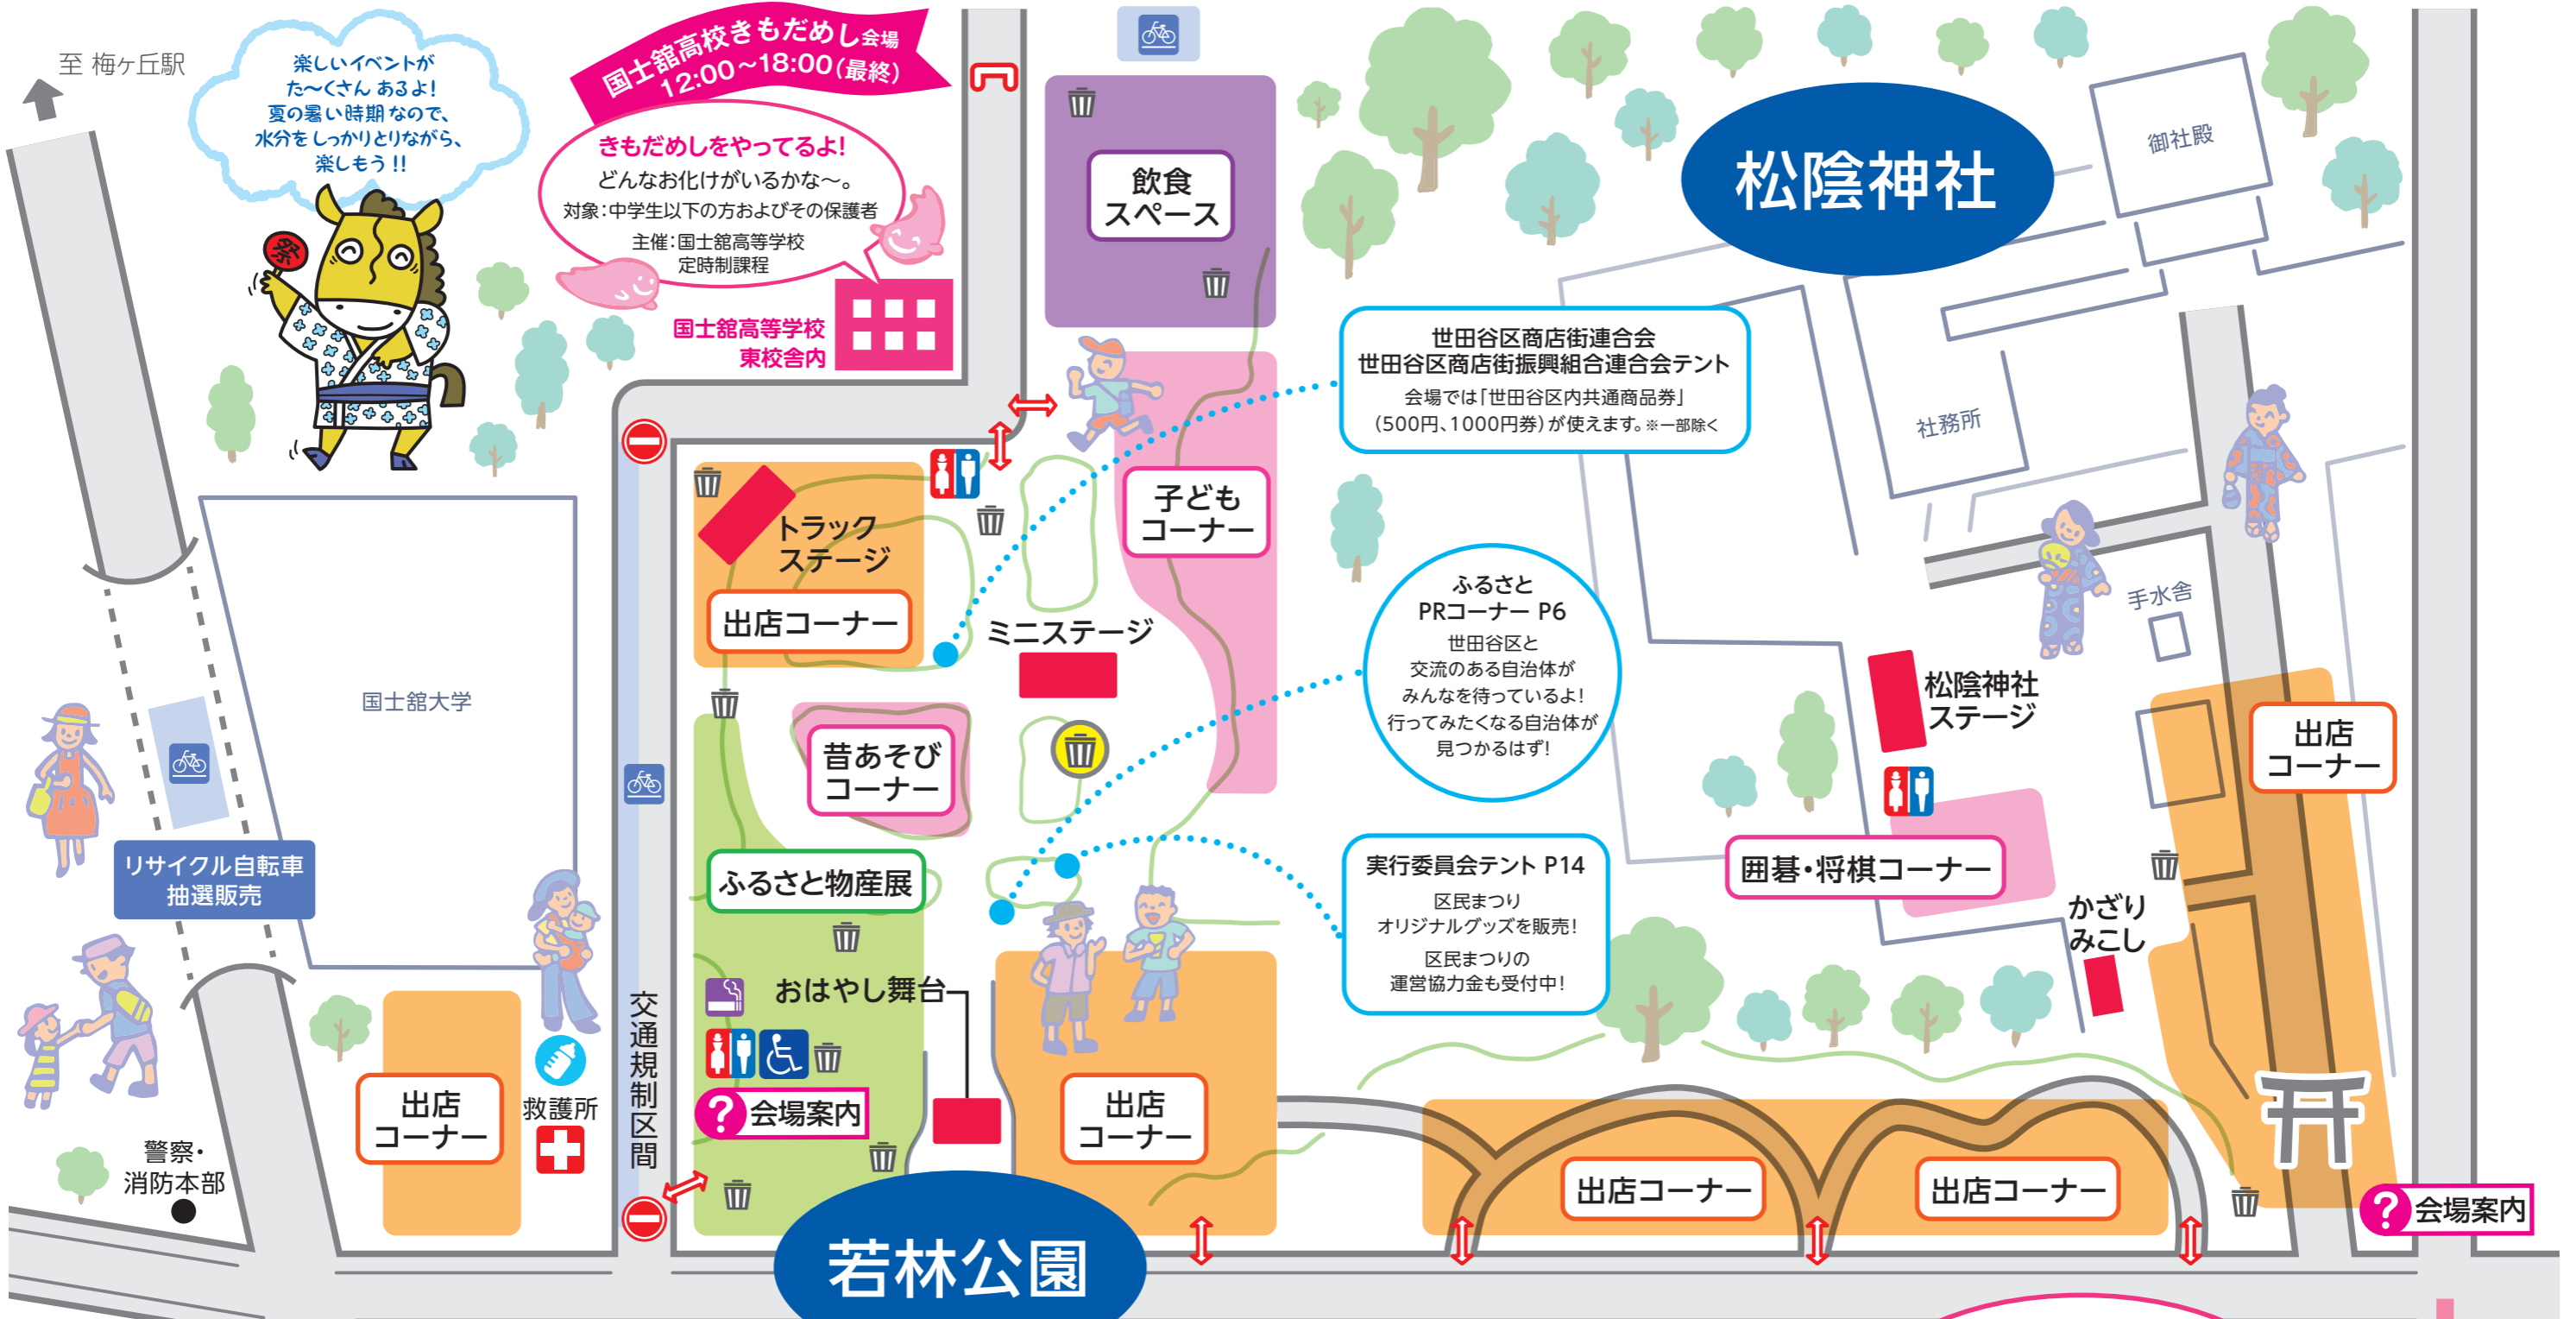 至 梅ヶ丘駅
楽しいイベントが
た〜くさん あるよ!
夏の暑い時期なので、
水分をしっかりとりながら、
楽しもう!!
祭
国士舘高校きもだめし会場
12:00〜18:00(最終)
きもだめしをやってるよ!
どんなお化けがいるかな〜。
対象:中学生以下の方およびその保護者
主催:国士舘高等学校
定時制課程
国士舘高等学校
東校舎内
飲食
スペース
松陰神社
御社殿
世田谷区商店街連合会
世田谷区商店街振興組合連合会テント
会場では「世田谷区内共通商品券」
(500円、1000円券)が使えます。※一部除く
社務所
トラック
ステージ
出店コーナー
子ども
コーナー
ミニステージ
ふるさと
PRコーナー P6
世田谷区と
交流のある自治体が
みんなを待っているよ!
行ってみたくなる自治体が
見つかるはず!
手水舎
国士舘大学
松陰神社
ステージ
出店
コーナー
昔あそび
コーナー
リサイクル自転車
抽選販売
ふるさと物産展
実行委員会テント P14
区民まつり
オリジナルグッズを販売!
区民まつりの
運営協力金も受付中!
囲碁・将棋コーナー
かざり
みこし
おはやし舞台
交通規制区間
出店
コーナー
救護所
?会場案内
出店
コーナー
警察・
消防本部
出店コーナー
出店コーナー
?会場案内
若林公園